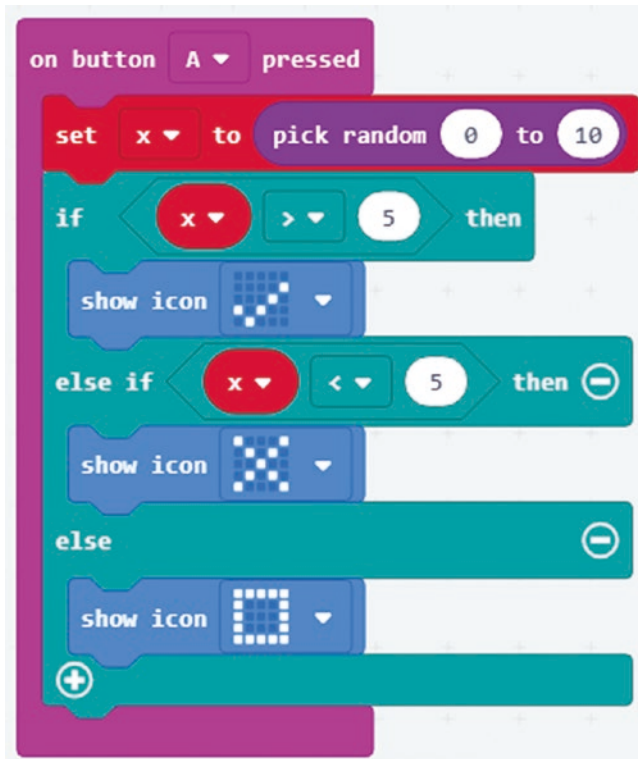 on button A pressed
set x to pick random 0 to 10
if x > 5 then
show icon
else if x < 5 then
show icon
else
show icon